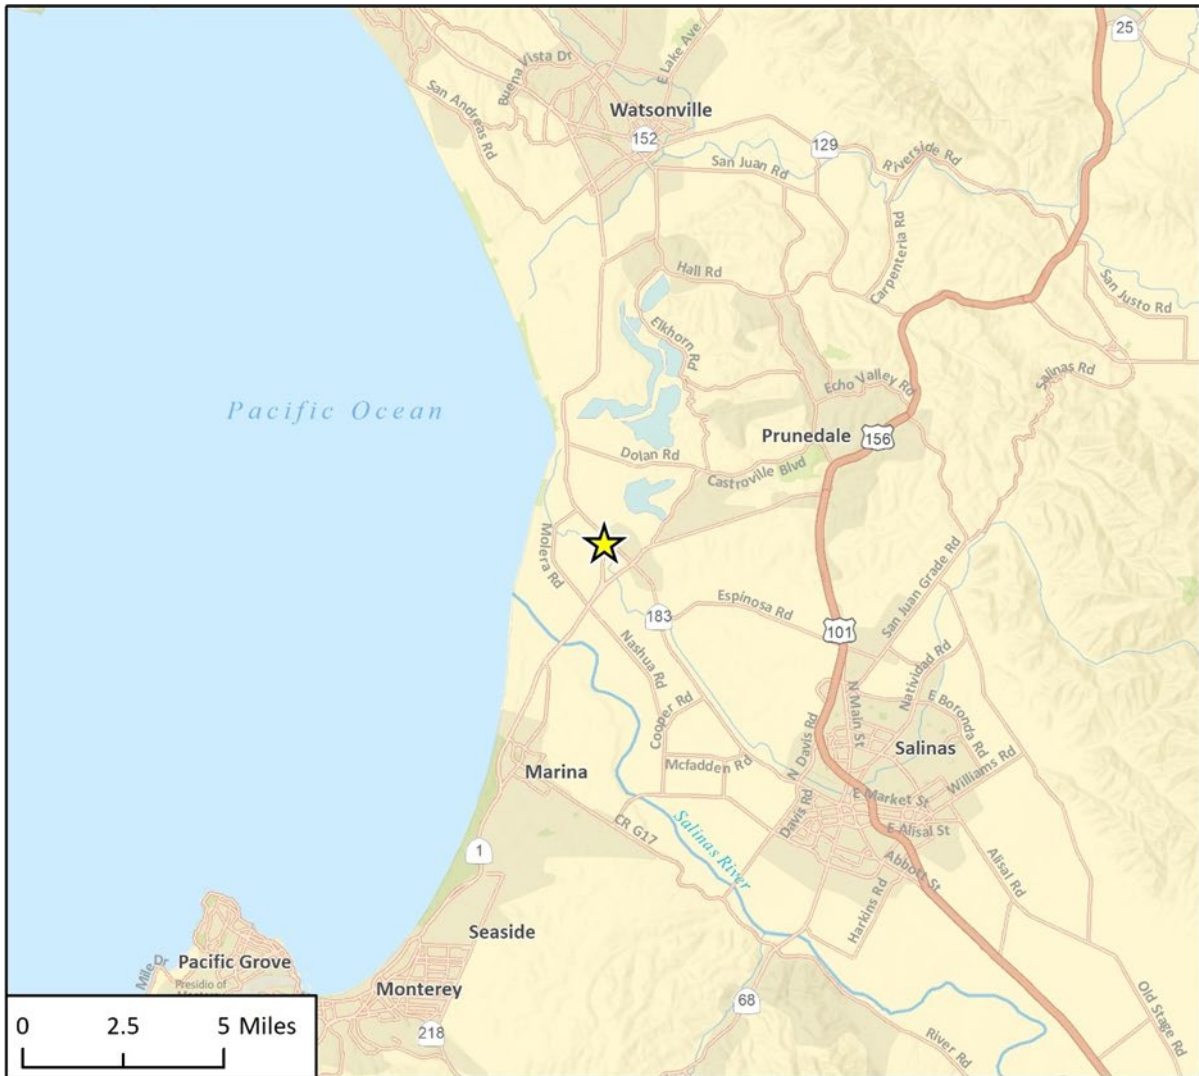 25
Buena Vista Dr
E Lake Ave
San Andreas Rd
Watsonville
152
129
San Juan Rd
Riverside Rd
Carpenteria Rd
Hall Rd
San Justo Rd
Elkhorn Rd
Salinas Rd
Echo Valley Rd
Pacific Ocean
Prunedale
156
Dolan Rd
Castroville Blvd
Molera Rd
San Juan Grade Rd
Espinosa Rd
183
101
Nashua Rd
Natividad Rd
N Main St
E Boronda Rd
Cooper Rd
N Davis Rd
Salinas
Marina
Mcfadden Rd
Williams Rd
E Market St
Davis Rd
CR G17
Salinas River
E Alisal St
1
Abbott St
Alisal Rd
Harkins Rd
Seaside
Pacific Grove
Mile Dr
Presidio of
Monterey
68
218
Old Stage Rd
River Rd
0 2.5 5 Miles